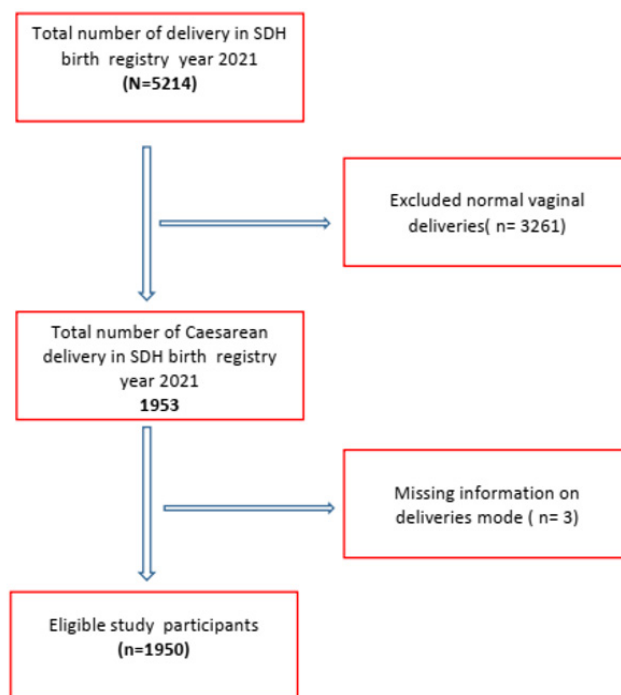 Total number of delivery in SDH
birth registry year 2021
(N=5214)
Excluded normal vaginal
deliveries( n= 3261)
Total number of Caesarean
delivery in SDH birth registry
year 2021
1953
Missing information on
deliveries mode ( n= 3)
Eligible study participants
(n=1950)